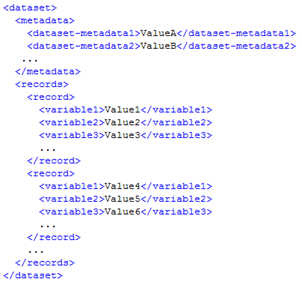 <dataset>
<metadata>
<dataset-metadata1>ValueA</dataset-metadata1>
<dataset-metadata2>ValueB</dataset-metadata2>
...
</metadata>
<records>
<record>
<variable1>Value1</variable1>
<variable2>Value2</variable2>
<variable3>Value3</variable3>
...
</record>
<record>
<variable1>Value4</variable1>
<variable2>Value5</variable2>
<variable3>Value6</variable3>
...
</record>
...
</records>
</dataset>